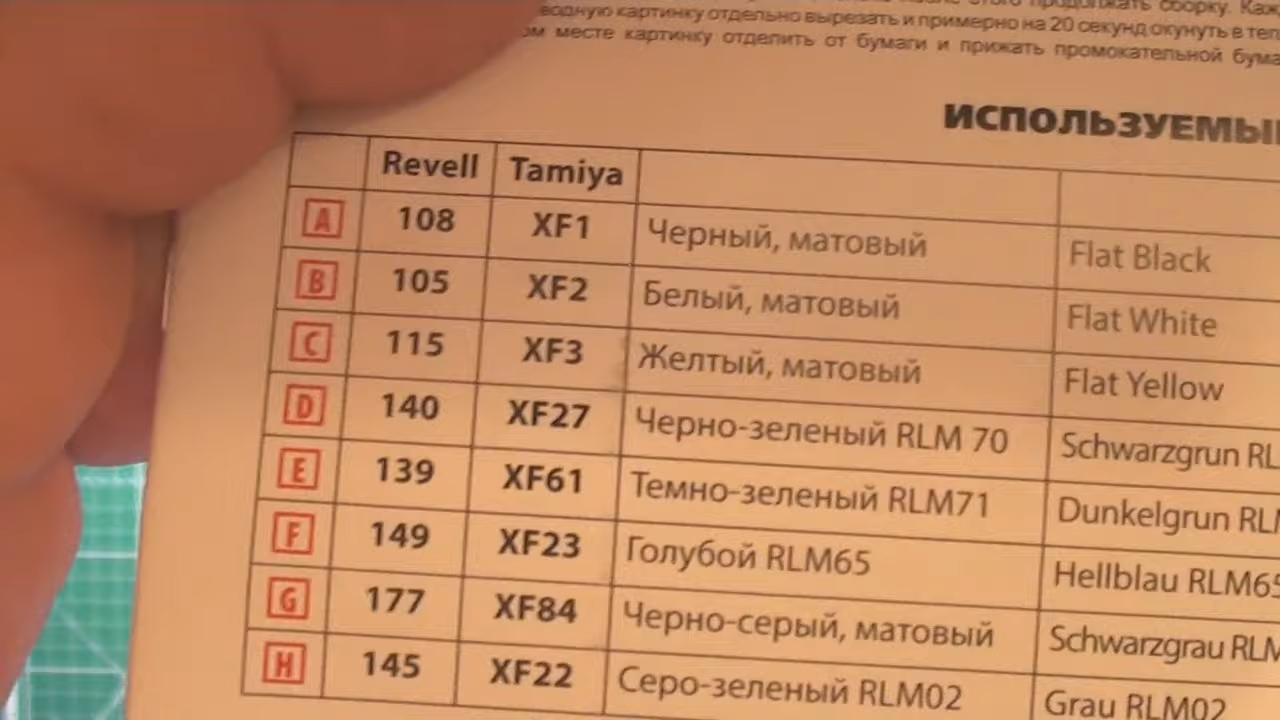 водную картинку отдельно вырезать и примерно на 20 секунд окунуть в
месте картинку отделить от бумаги и прижать промокательной
Revell Tamiya
A 108 XF1 Черный, матовый Flat Black
B 105 XF2 Белый, матовый Flat White
C 115 XF3 Желтый, матовый Flat Yellow
D 140 XF27 Черно-зеленый RLM 70 Schwarzgrun
E 139 XF61 Темно-зеленый RLM71 Dunkelgrun
F 149 XF23 Голубой RLM65 Hellblau RLM65
G 177 XF84 Черно-серый, матовый Schwarzgrau
H 145 XF22 Серо-зеленый RLM02 Grau RLM02